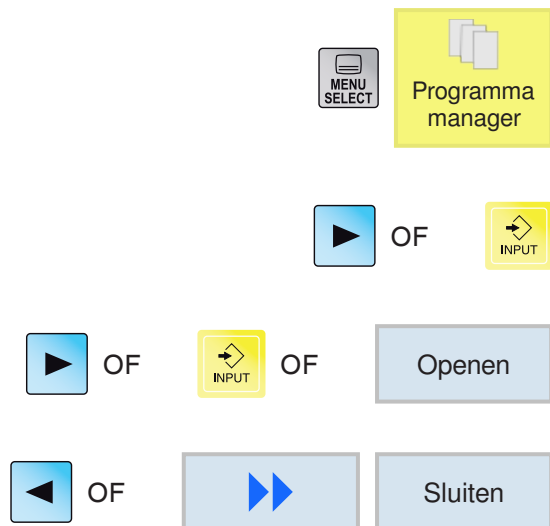 MENU
SELECT
Programma
manager
OF
INPUT
OF
INPUT
OF
Openen
OF
Sluiten